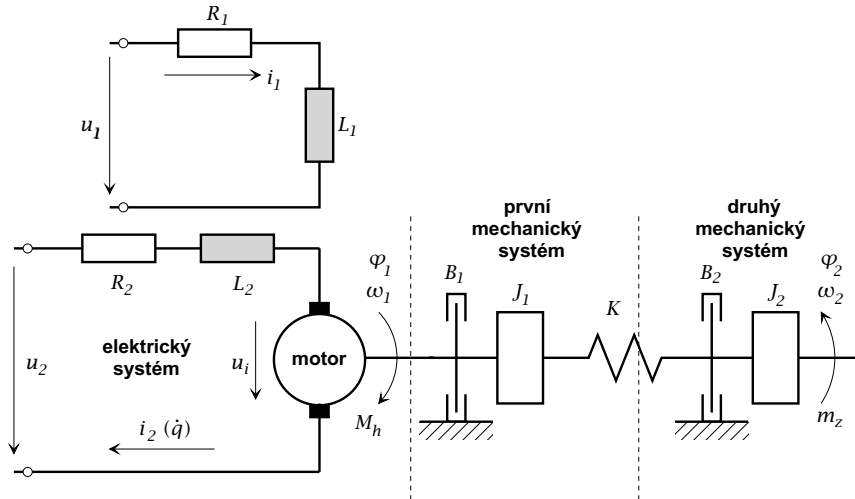 R1
i1
u1
L1
první
mechanický
systém
druhý
mechanický
systém
R2
L2
φ1
ω1
B1
J1
K
B2
J2
φ2
ω2
u2
elektrický
systém
ui
motor
Mh
mz
i2 (q̇)